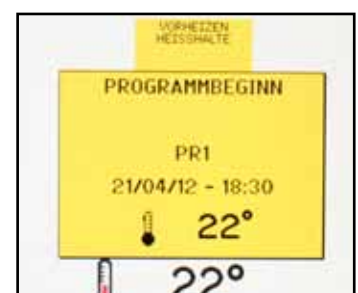 VORHEIZEN
HEISSHALTE
PROGRAMMBEGINN
PR1
21/04/12 - 18:30
22°
22°